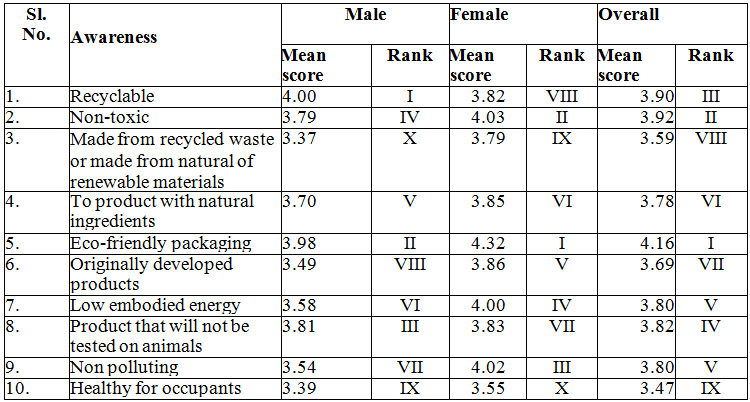 Sl. No. Awareness Male Female Overall
Mean score Rank Mean score Rank Mean score Rank
1. Recyclable 4.00 I 3.82 VIII 3.90 III
2. Non-toxic 3.79 IV 4.03 II 3.92 II
3. Made from recycled waste 3.37 X 3.79 IX 3.59 VIII
or made from natural of
renewable materials
4. To product with natural 3.70 V 3.85 VI 3.78 VI
ingredients
5. Eco-friendly packaging 3.98 II 4.32 I 4.16 I
6. Originally developed 3.49 VIII 3.86 V 3.69 VII
products
7. Low embodied energy 3.58 VI 4.00 IV 3.80 V
8. Product that will not be 3.81 III 3.83 VII 3.82 IV
tested on animals
9. Non polluting 3.54 VII 4.02 III 3.80 V
10. Healthy for occupants 3.39 IX 3.55 X 3.47 IX